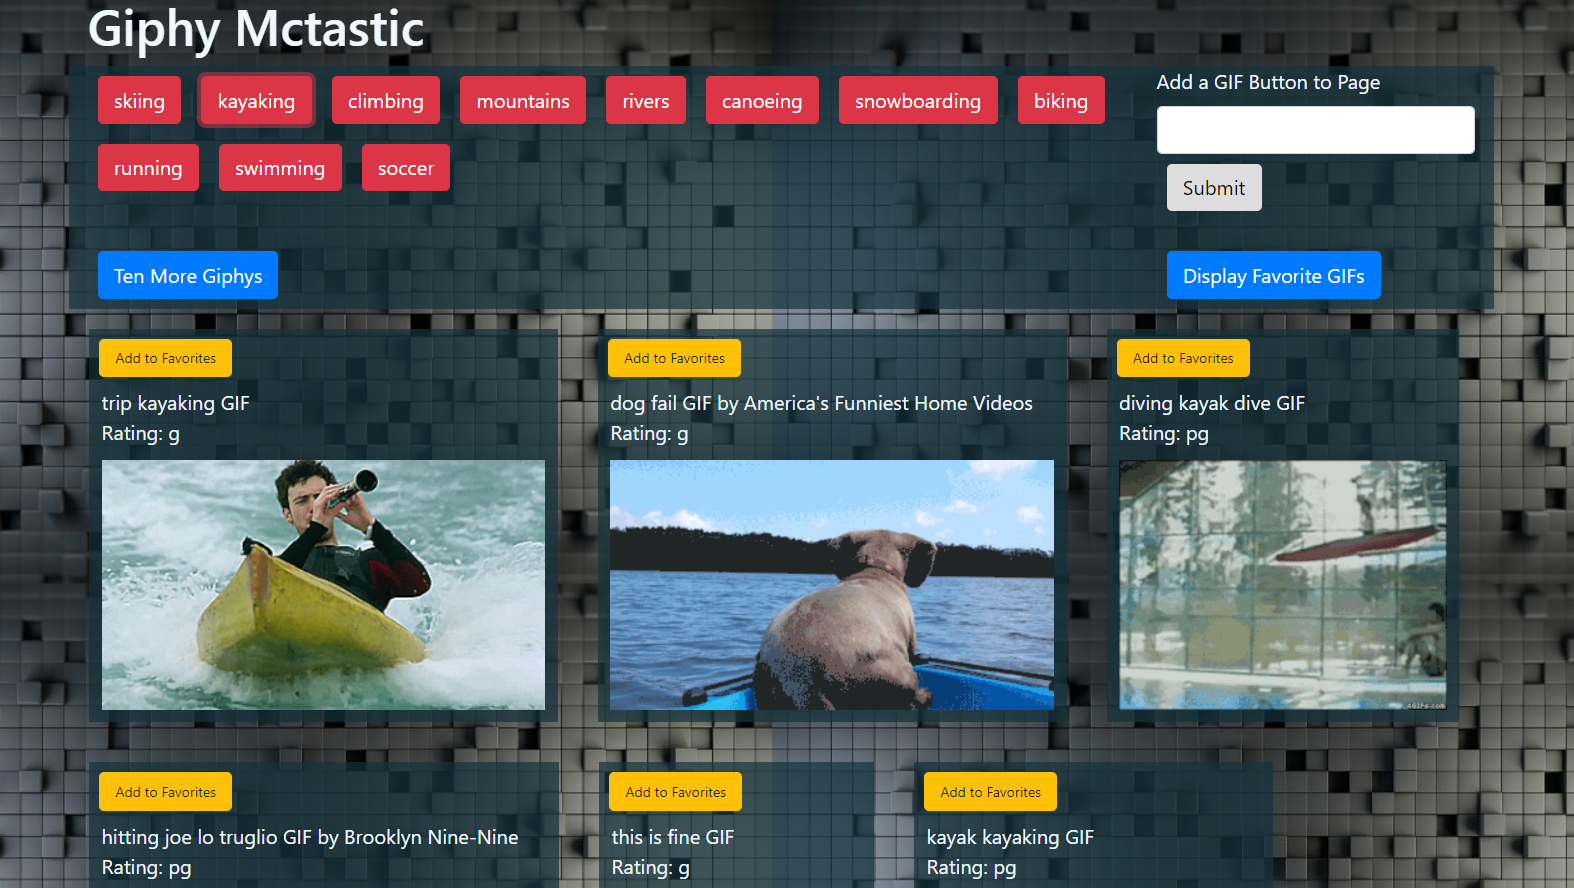 Giphy Mctastic
skiing kayaking climbing mountains rivers canoeing snowboarding biking
running swimming soccer
Add a GIF Button to Page
Submit
Ten More Giphys
Display Favorite GIFs
Add to Favorites
trip kayaking GIF
Rating: g
Add to Favorites
dog fail GIF by America's Funniest Home Videos
Rating: g
Add to Favorites
diving kayak dive GIF
Rating: pg
4GIFs.com
Add to Favorites
hitting joe lo truglio GIF by Brooklyn Nine-Nine
Rating: pg
Add to Favorites
this is fine GIF
Rating: g
Add to Favorites
kayak kayaking GIF
Rating: pg